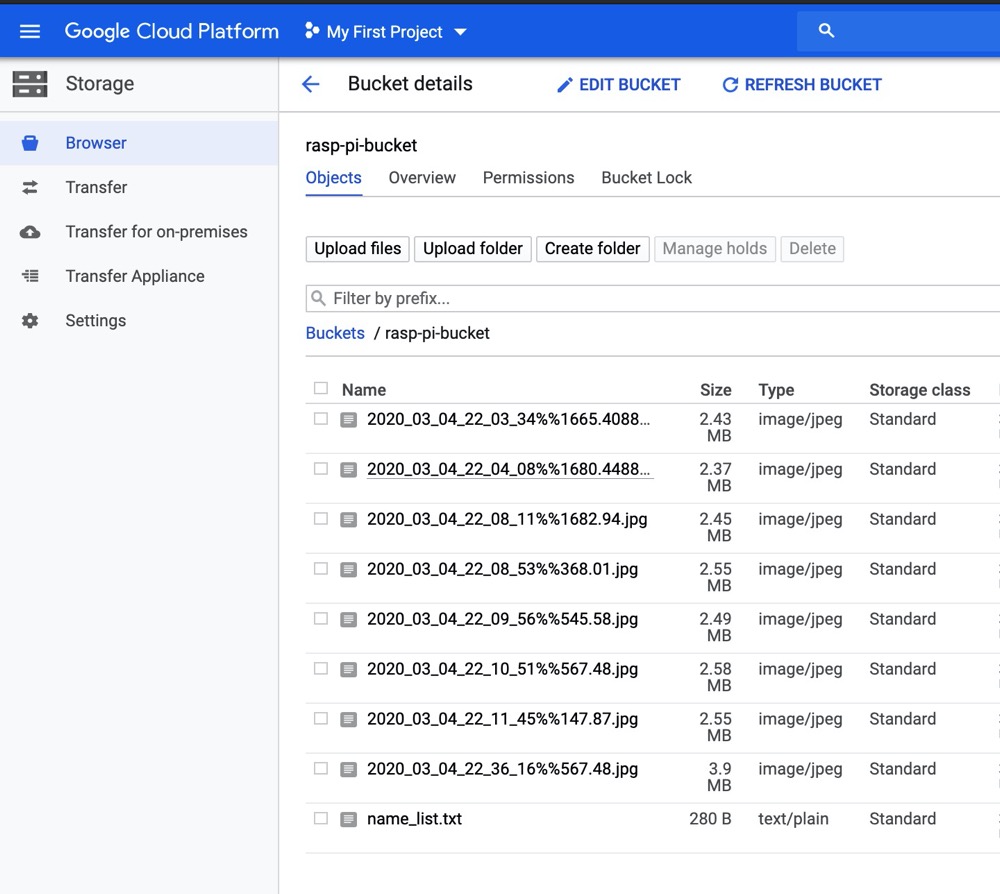 Google Cloud Platform My First Project
Storage
Bucket details EDIT BUCKET REFRESH BUCKET
Browser
Transfer
Transfer for on-premises
Transfer Appliance
Settings
rasp-pi-bucket
Objects Overview Permissions Bucket Lock
Upload files Upload folder Create folder Manage holds Delete
Filter by prefix...
Buckets / rasp-pi-bucket
Name Size Type Storage class
2020_03_04_22_03_34%%1665.4088... 2.43 MB image/jpeg Standard
2020_03_04_22_04_08%%1680.4488... 2.37 MB image/jpeg Standard
2020_03_04_22_08_11%%1682.94.jpg 2.45 MB image/jpeg Standard
2020_03_04_22_08_53%%368.01.jpg 2.55 MB image/jpeg Standard
2020_03_04_22_09_56%%545.58.jpg 2.49 MB image/jpeg Standard
2020_03_04_22_10_51%%567.48.jpg 2.58 MB image/jpeg Standard
2020_03_04_22_11_45%%147.87.jpg 2.55 MB image/jpeg Standard
2020_03_04_22_36_16%%567.48.jpg 3.9 MB image/jpeg Standard
name_list.txt 280 B text/plain Standard